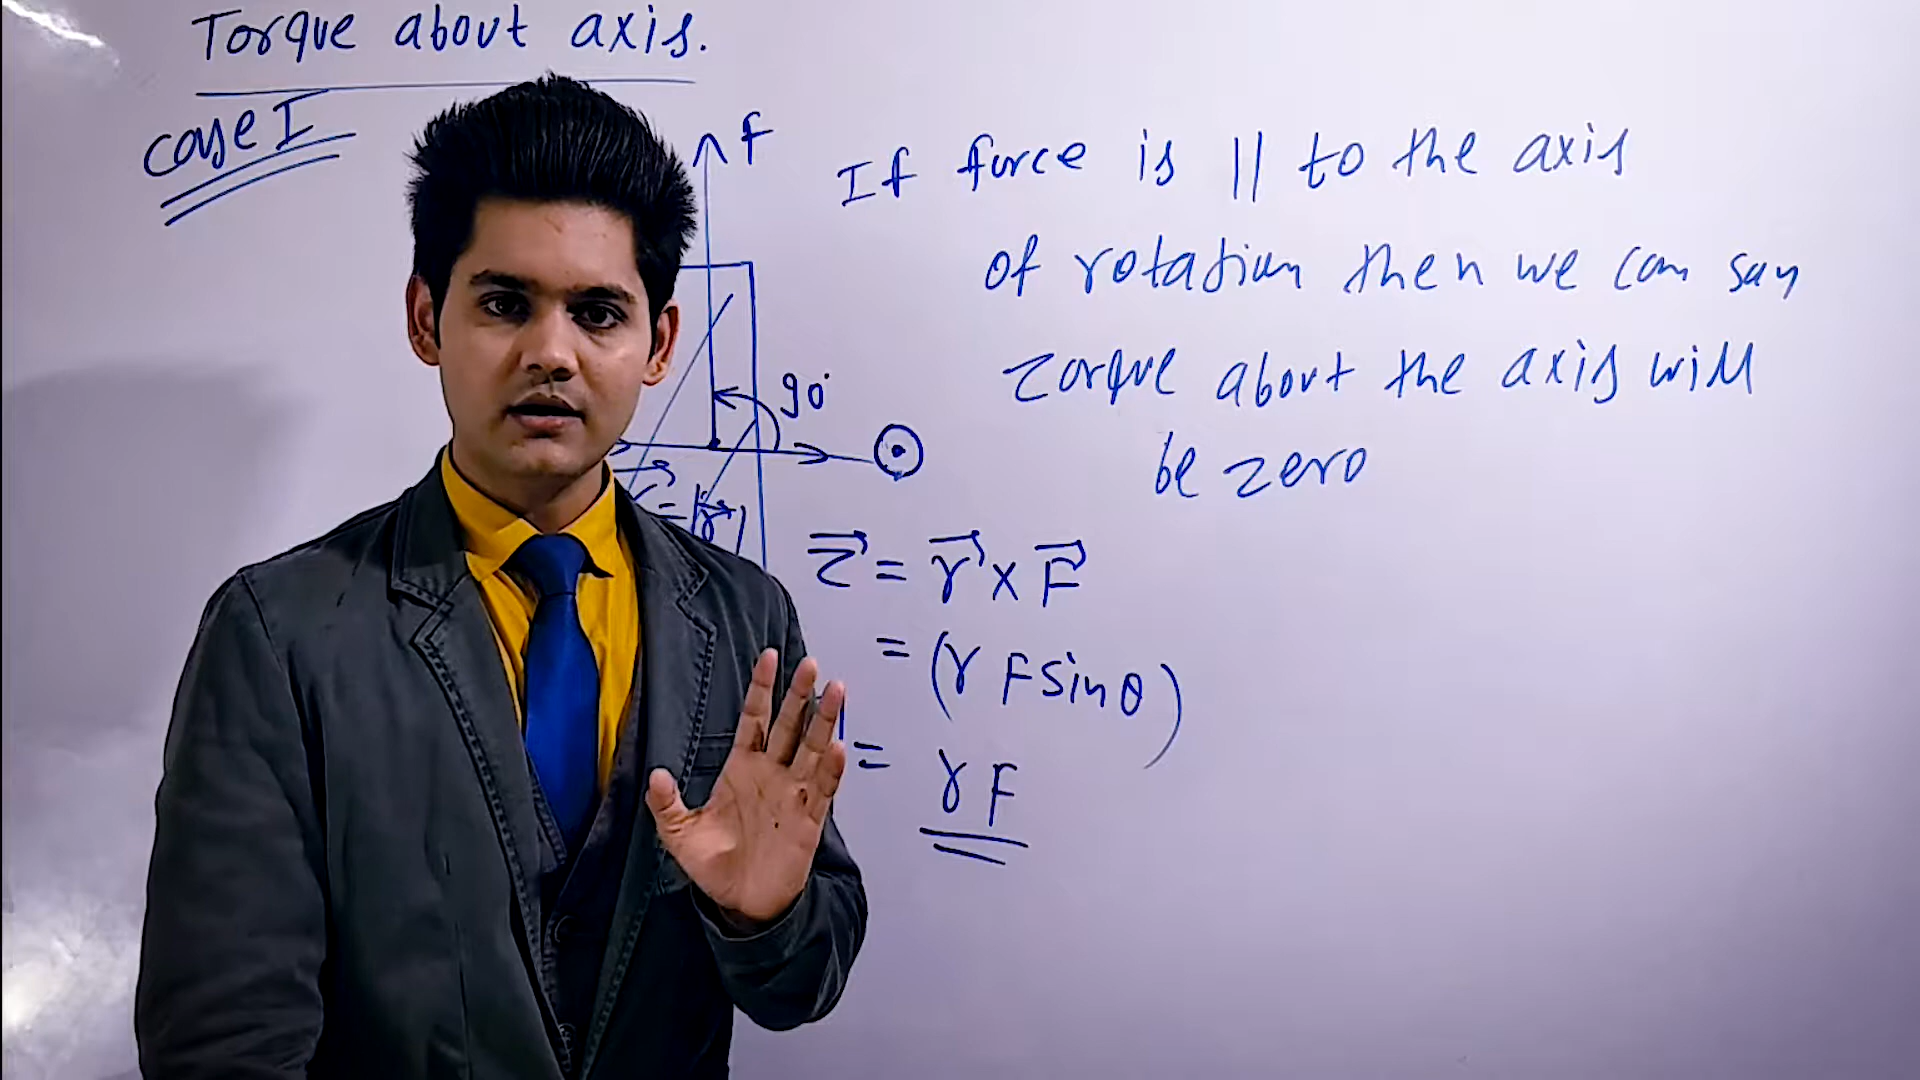 Torque about axis.
case I
F
If force is || to the axis
of rotation then we can say
Torque about the axis will
be zero
90°
= |r⃗|
τ⃗ = r⃗ × F⃗
= (r F sin θ)
= r F